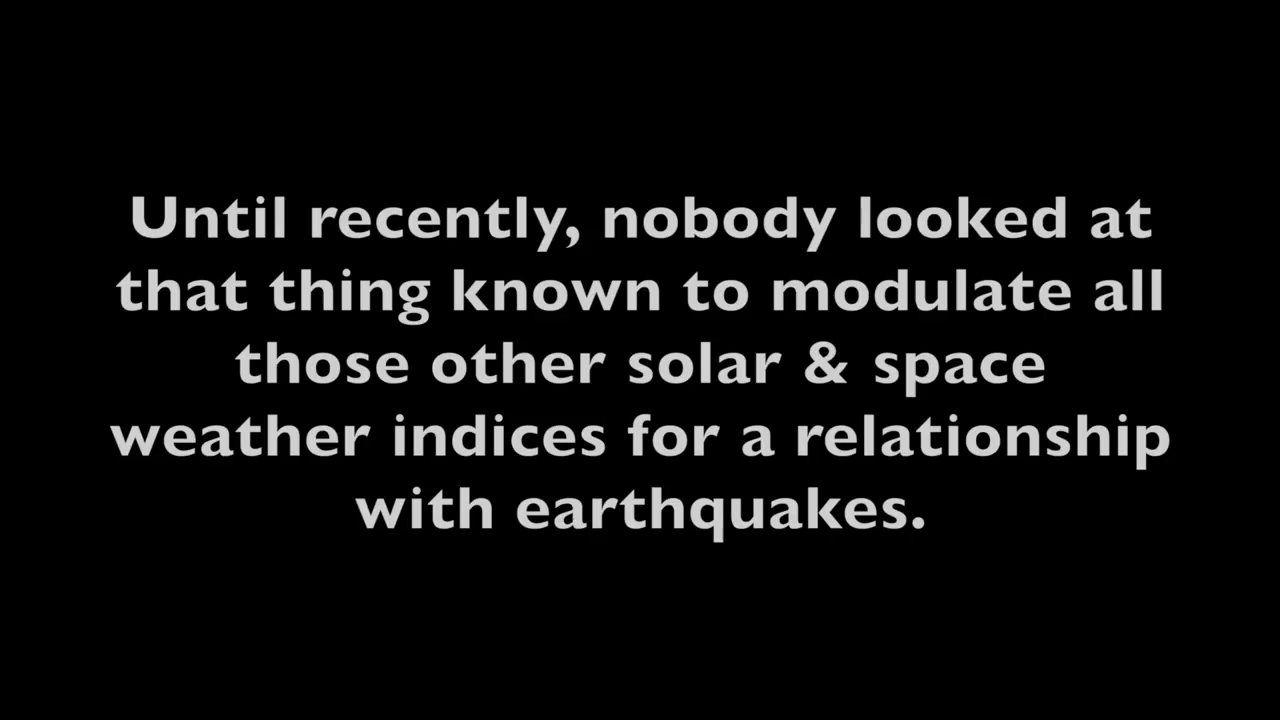 Until recently, nobody looked at
that thing known to modulate all
those other solar & space
weather indices for a relationship
with earthquakes.